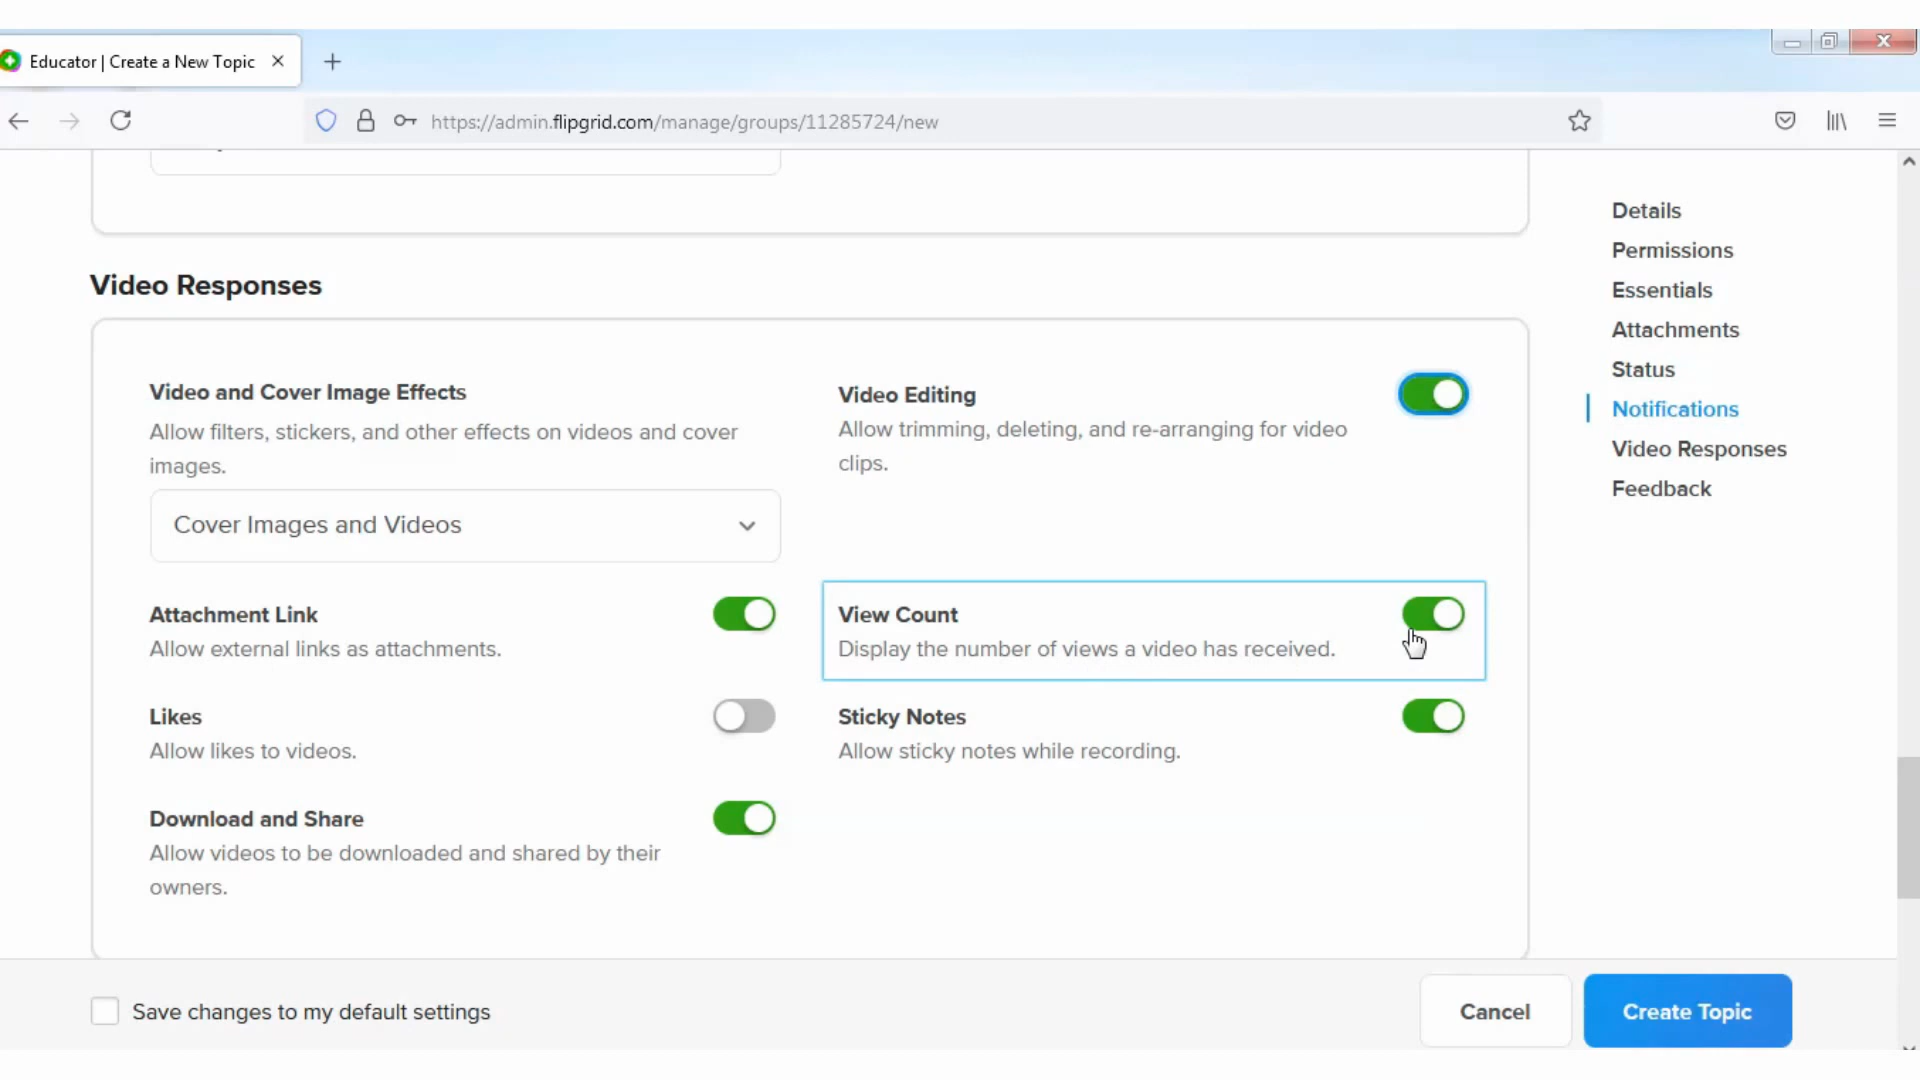 Educator | Create a New Topic
https://admin.flipgrid.com/manage/groups/11285724/new
Video Responses
Video and Cover Image Effects
Allow filters, stickers, and other effects on videos and cover
images.
Cover Images and Videos
Video Editing
Allow trimming, deleting, and re-arranging for video
clips.
Attachment Link
Allow external links as attachments.
View Count
Display the number of views a video has received.
Likes
Allow likes to videos.
Sticky Notes
Allow sticky notes while recording.
Download and Share
Allow videos to be downloaded and shared by their
owners.
Details
Permissions
Essentials
Attachments
Status
Notifications
Video Responses
Feedback
Save changes to my default settings
Cancel
Create Topic